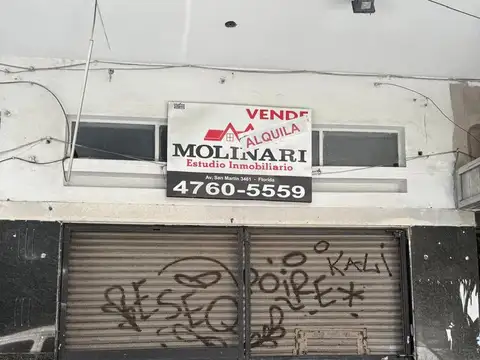 VENDE
ALQUILA
MOLINARI
Estudio Inmobiliario
Av. San Martín 3461 - Florida
4760-5559
KALI